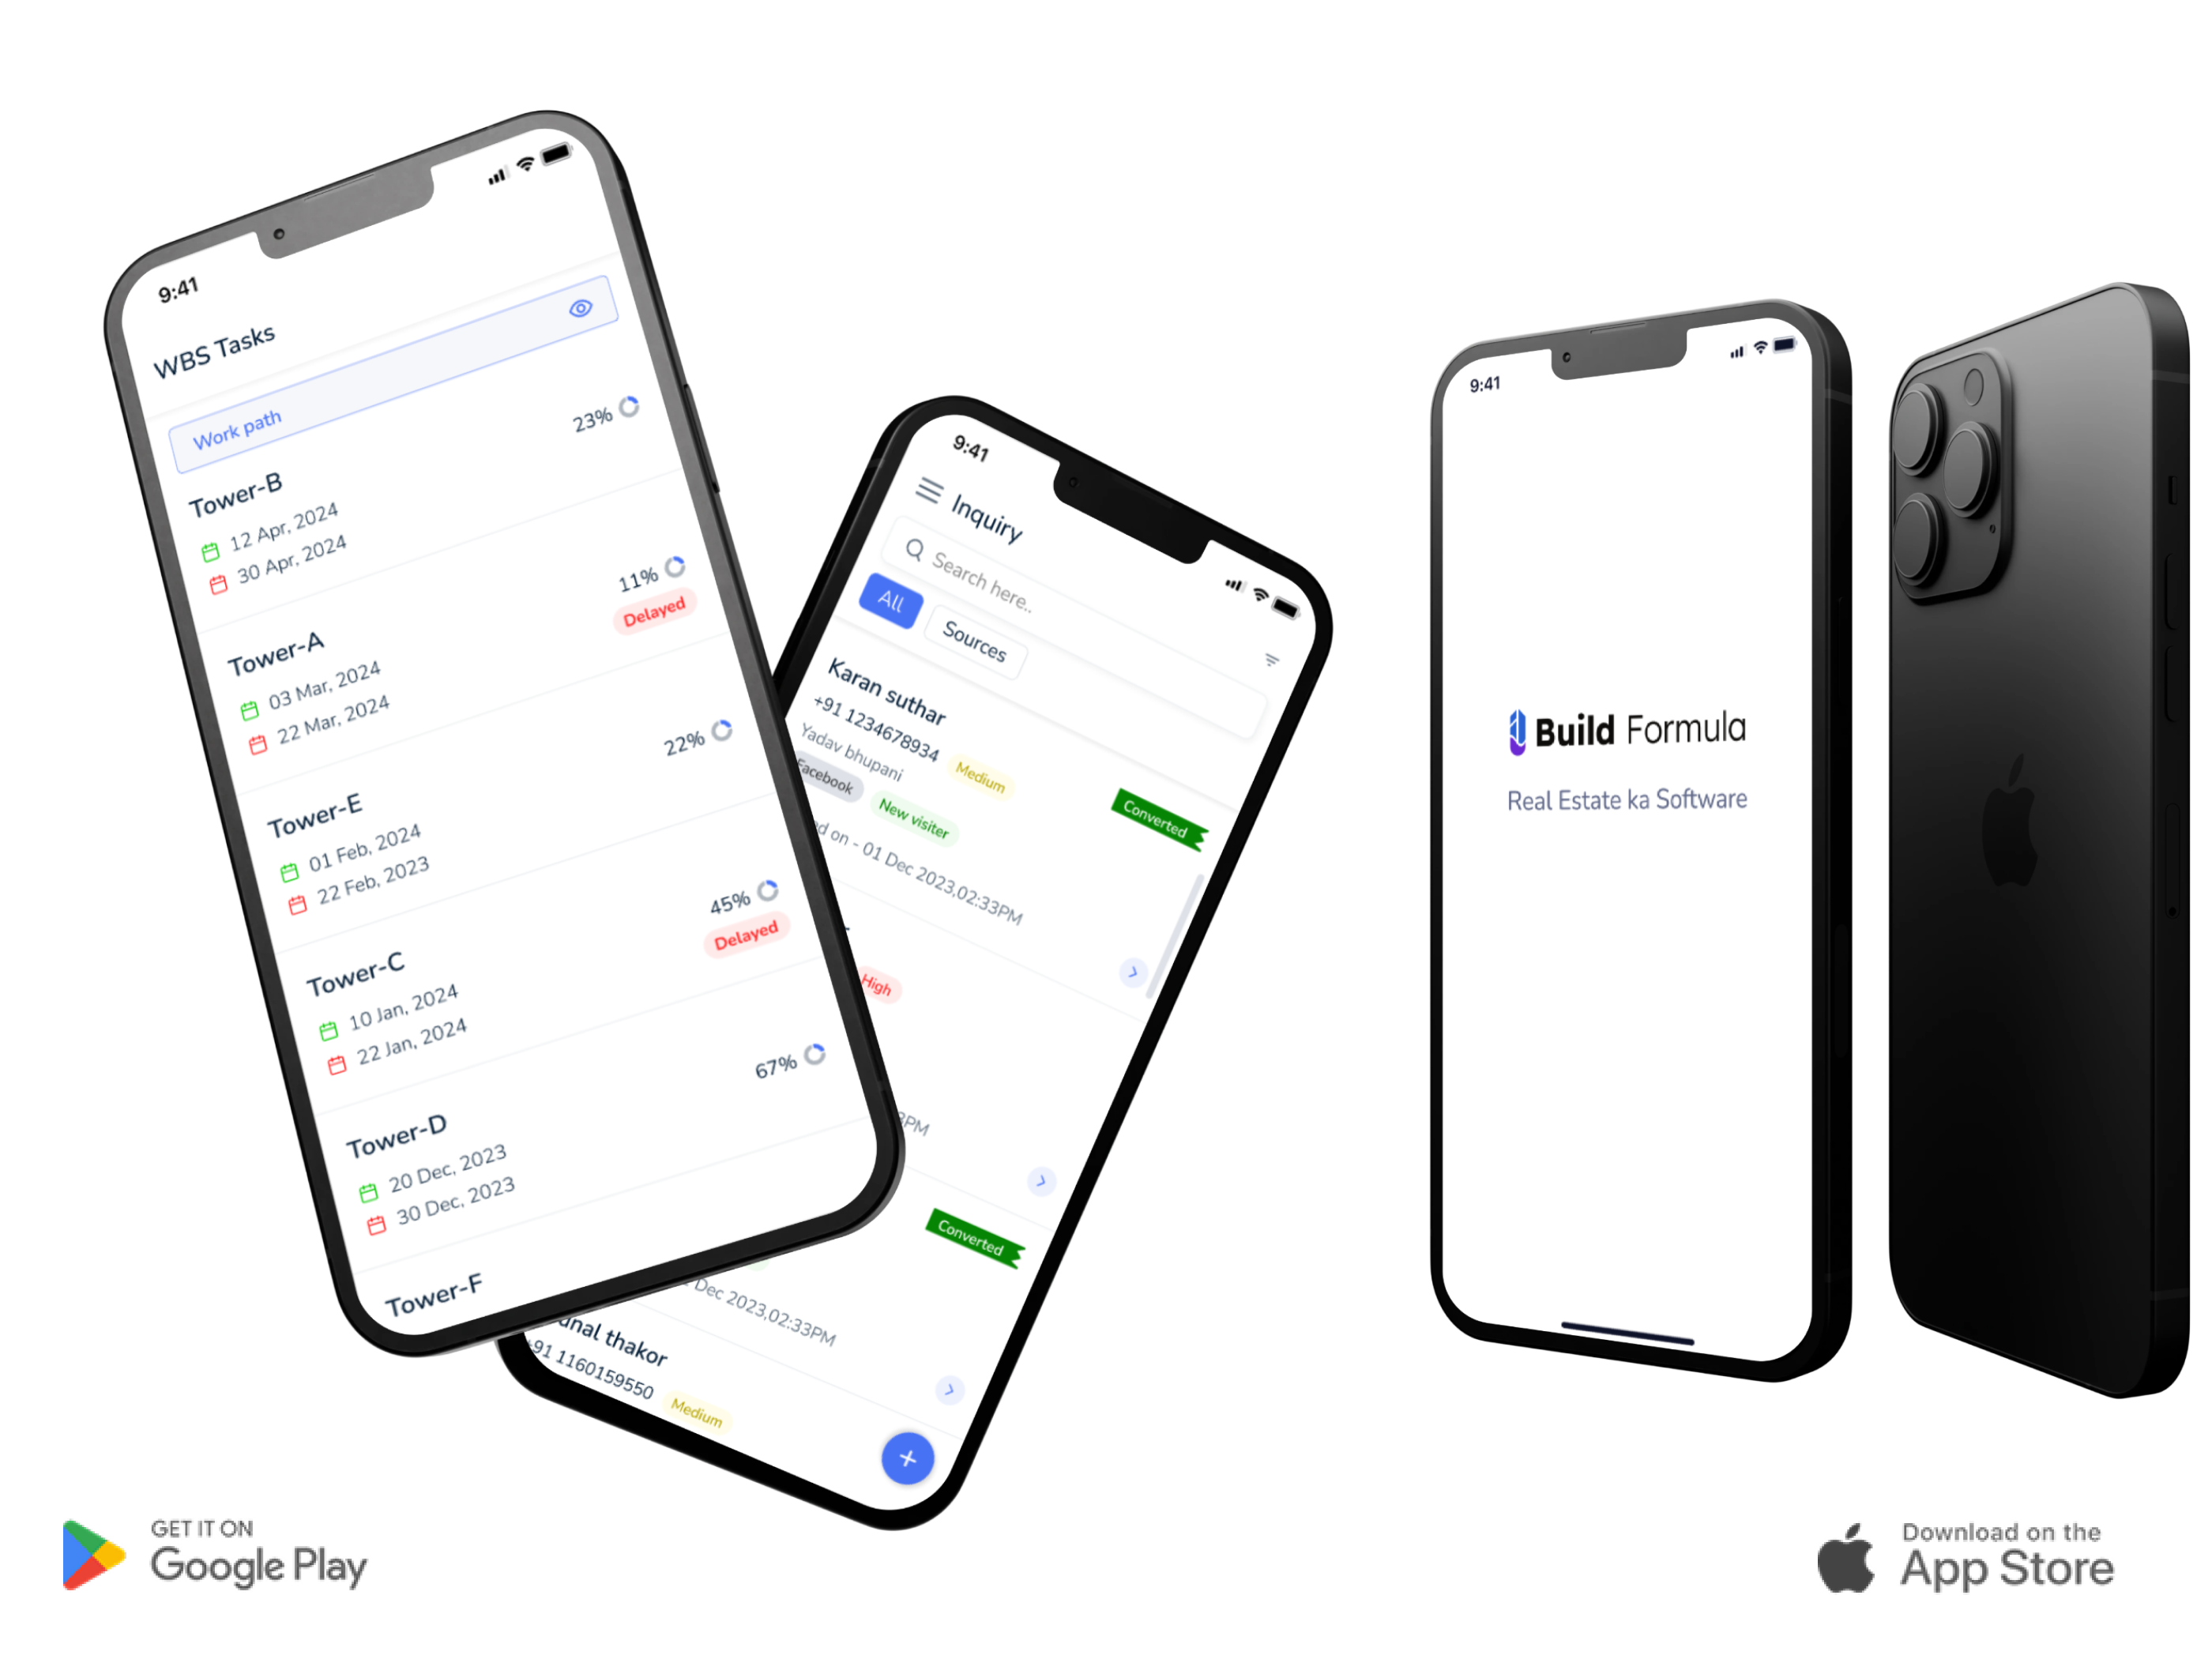 9:41
WBS Tasks
Work path
Tower-B
23%
12 Apr, 2024
30 Apr, 2024
Tower-A
11%
Delayed
03 Mar, 2024
22 Mar, 2024
Tower-E
22%
01 Feb, 2024
22 Feb, 2023
Tower-C
45%
Delayed
10 Jan, 2024
22 Jan, 2024
Tower-D
67%
20 Dec, 2023
30 Dec, 2023
Tower-F
9:41
Inquiry
Search here..
All
Sources
Karan suthar
+91 1234678934
Medium
Yadav bhupani
Facebook
New visiter
Converted
on - 01 Dec 2023,02:33PM
High
PM
Converted
Dec 2023,02:33PM
thakor
+91 1160159550
Medium
9:41
Build Formula
Real Estate ka Software
GET IT ON
Google Play
Download on the
App Store